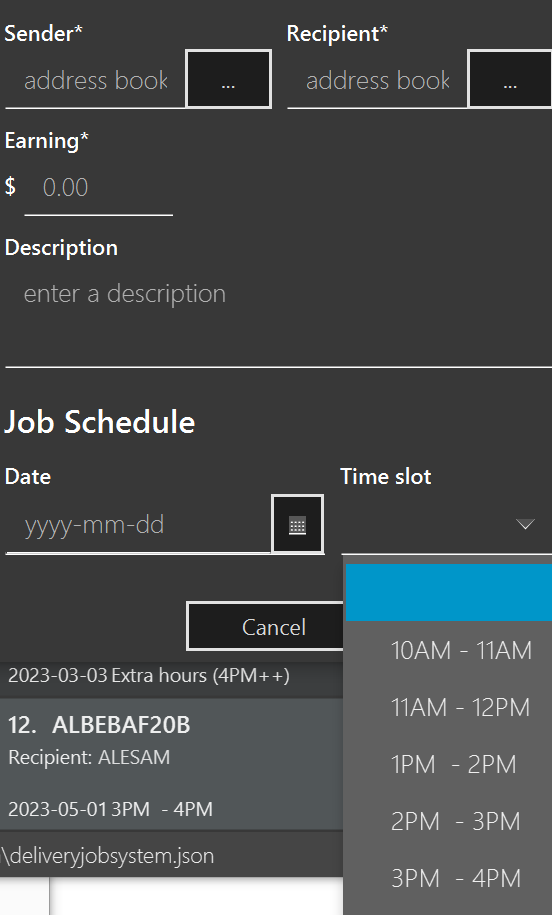 Sender* Recipient*
address book ... address book ...
Earning*
$ 0.00
Description
enter a description
Job Schedule
Date Time slot
yyyy-mm-dd
Cancel
10AM - 11AM
11AM - 12PM
1PM - 2PM
2PM - 3PM
3PM - 4PM
2023-03-03 Extra hours (4PM++)
12. ALBEBAF20B
Recipient: ALESAM
2023-05-01 3PM - 4PM
\deliveryjobsystem.json